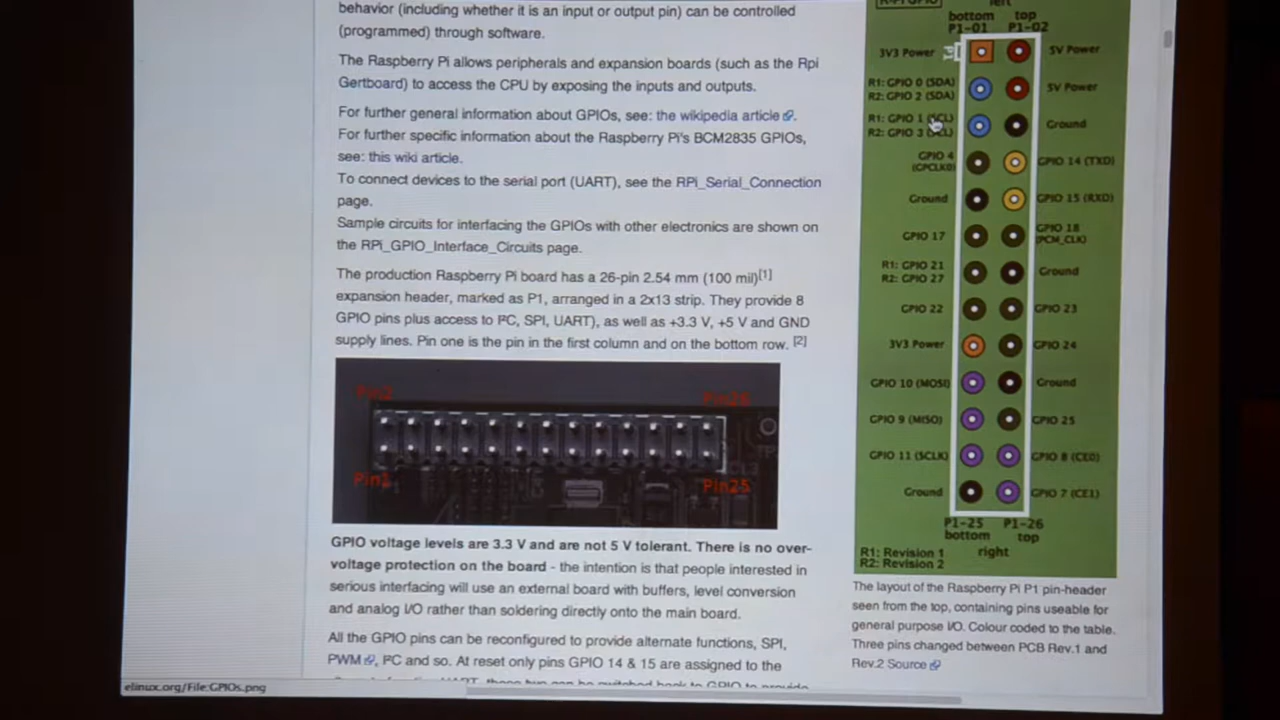 behavior (including whether it is an input or output pin) can be controlled
(programmed) through software.
The Raspberry Pi allows peripherals and expansion boards (such as the Rpi
Gertboard) to access the CPU by exposing the inputs and outputs.
For further general information about GPIOs, see: the wikipedia article.
For further specific information about the Raspberry Pi's BCM2835 GPIOs,
see: this wiki article.
To connect devices to the serial port (UART), see the RPi_Serial_Connection
page.
Sample circuits for interfacing the GPIOs with other electronics are shown on
the RPi_GPIO_Interface_Circuits page.
The production Raspberry Pi board has a 26-pin 2.54 mm (100 mil)[1]
expansion header, marked as P1, arranged in a 2x13 strip. They provide 8
GPIO pins plus access to I²C, SPI, UART), as well as +3.3 V, +5 V and GND
supply lines. Pin one is the pin in the first column and on the bottom row. [2]
Pin2 Pin26
Pin1 Pin25
GPIO voltage levels are 3.3 V and are not 5 V tolerant. There is no over-
voltage protection on the board - the intention is that people interested in
serious interfacing will use an external board with buffers, level conversion
and analog I/O rather than soldering directly onto the main board.
All the GPIO pins can be reconfigured to provide alternate functions, SPI,
PWM, I²C and so. At reset only pins GPIO 14 & 15 are assigned to the
elinux.org/File:GPIOs.png
left
bottom top
P1-01 P1-02
3V3 Power 5V Power
R1: GPIO 0 (SDA)
R2: GPIO 2 (SDA) 5V Power
R1: GPIO 1 (SCL)
R2: GPIO 3 (SCL) Ground
GPIO 4
(GPCLK0) GPIO 14 (TXD)
Ground GPIO 15 (RXD)
GPIO 17 GPIO 18
(PCM_CLK)
R1: GPIO 21
R2: GPIO 27 Ground
GPIO 22 GPIO 23
3V3 Power GPIO 24
GPIO 10 (MOSI) Ground
GPIO 9 (MISO) GPIO 25
GPIO 11 (SCLK) GPIO 8 (CE0)
Ground GPIO 7 (CE1)
P1-25 P1-26
bottom top
right
R1: Revision 1
R2: Revision 2
The layout of the Raspberry Pi P1 pin-header
seen from the top, containing pins useable for
general purpose I/O. Colour coded to the table.
Three pins changed between PCB Rev.1 and
Rev.2 Source